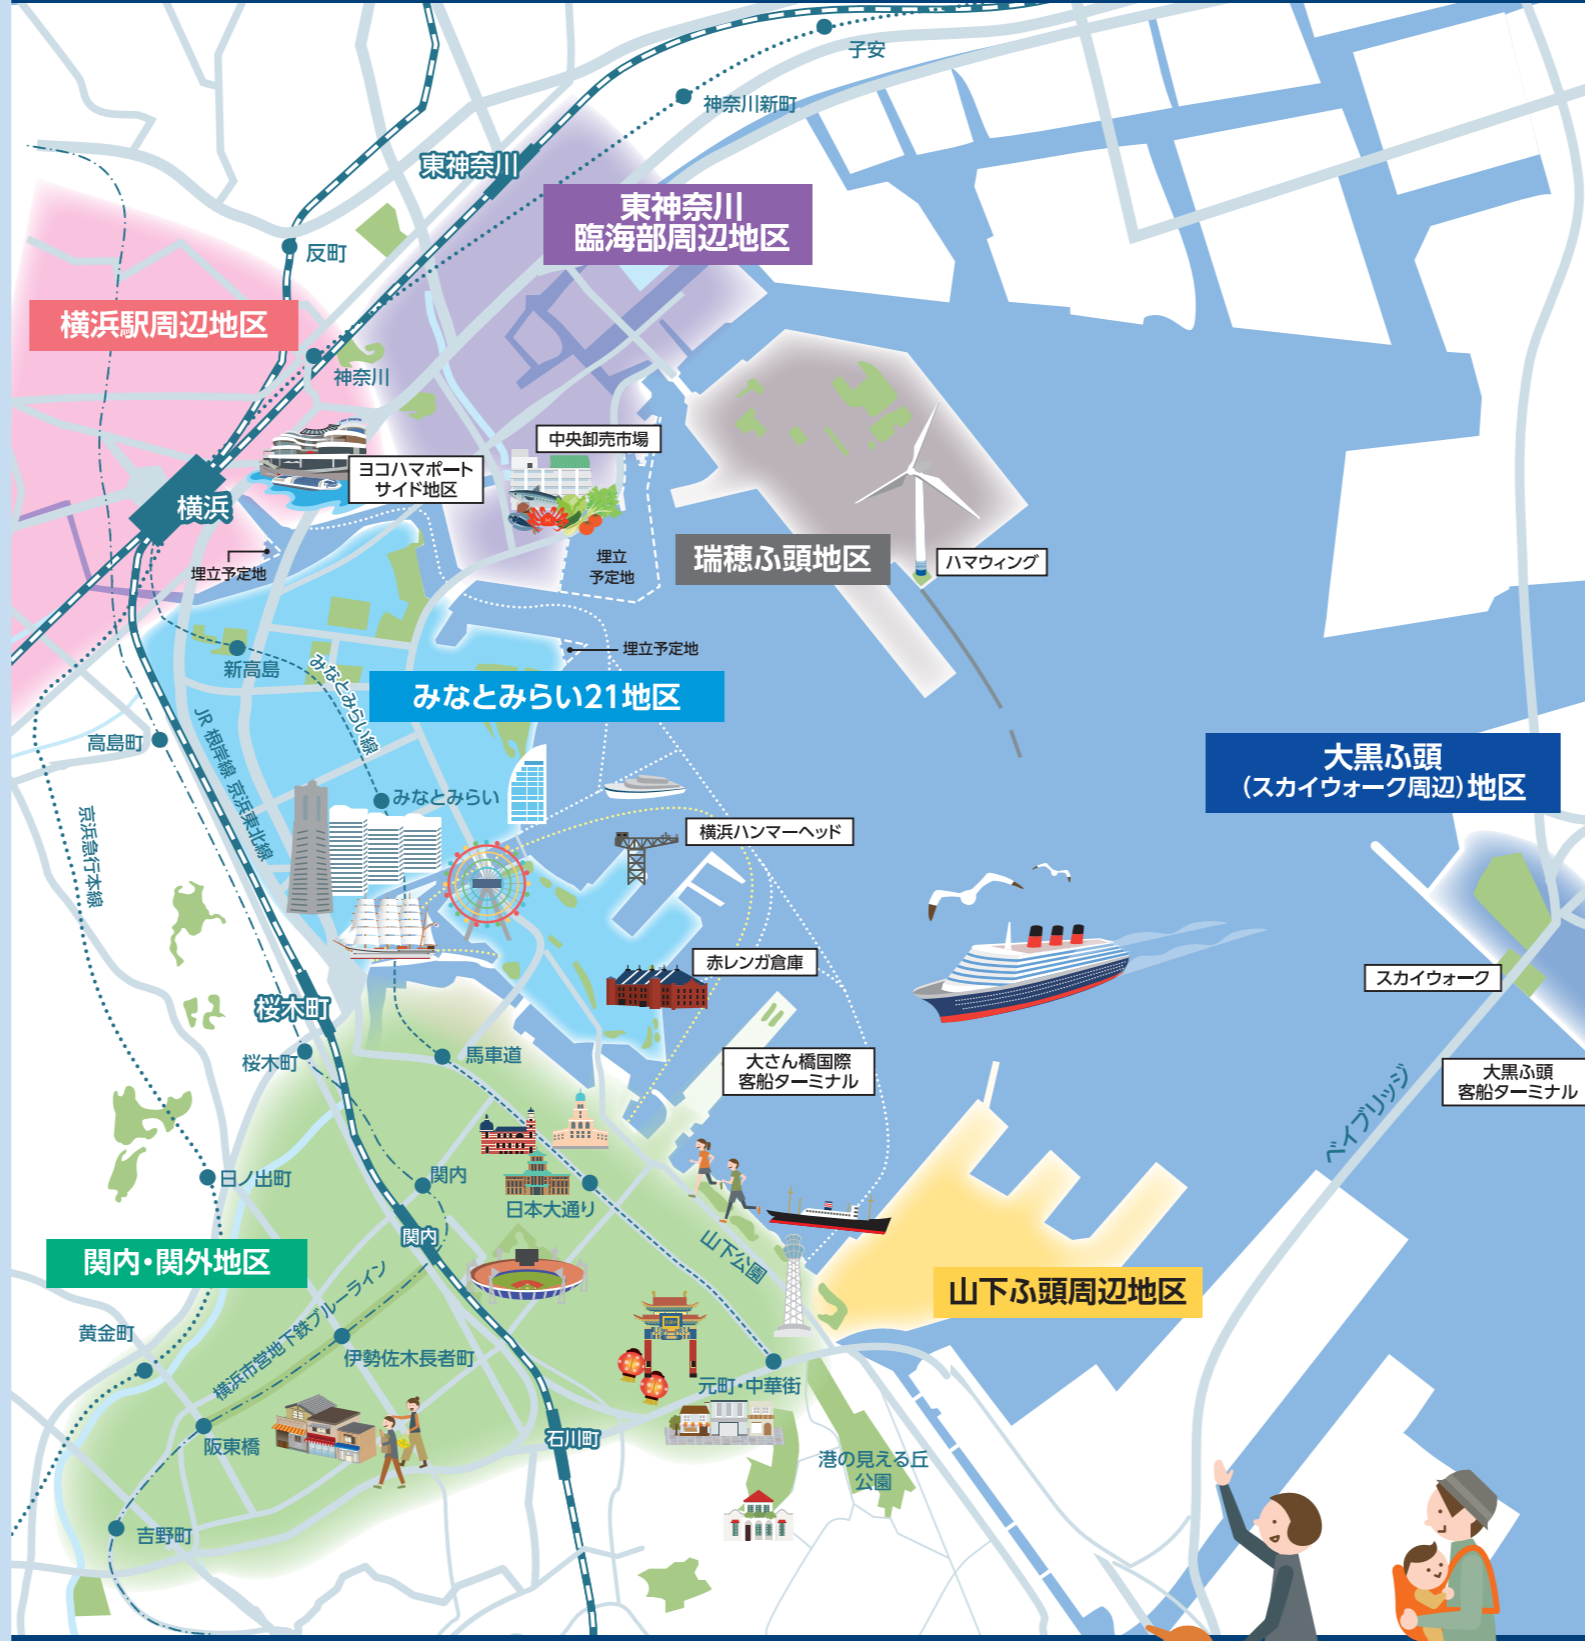 子安
神奈川新町
東神奈川
東神奈川
臨海部周辺地区
反町
横浜駅周辺地区
神奈川
中央卸売市場
ヨコハマポート
サイド地区
横浜
埋立予定地
埋立
予定地
瑞穂ふ頭地区
ハマウィング
埋立予定地
新高島
みなとみらい線
みなとみらい21地区
高島町
JR 根岸線 京浜東北線
大黒ふ頭
(スカイウォーク周辺)地区
みなとみらい
京浜急行本線
横浜ハンマーヘッド
赤レンガ倉庫
スカイウォーク
桜木町
桜木町
馬車道
大さん橋国際
客船ターミナル
大黒ふ頭
客船ターミナル
ベイブリッジ
日ノ出町
関内
日本大通り
関内
山下公園
関内・関外地区
山下ふ頭周辺地区
黄金町
横浜市営地下鉄ブルーライン
伊勢佐木長者町
元町・中華街
阪東橋
石川町
港の見える丘
公園
吉野町